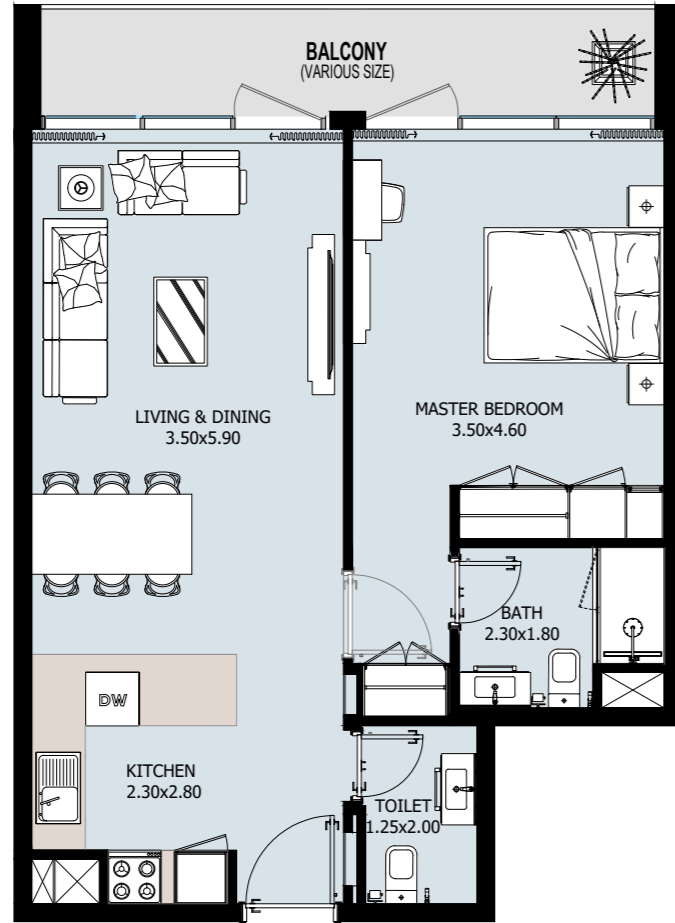 BALCONY
(VARIOUS SIZE)
LIVING & DINING
3.50x5.90
MASTER BEDROOM
3.50x4.60
BATH
2.30x1.80
DW
KITCHEN
2.30x2.80
TOILET
1.25x2.00